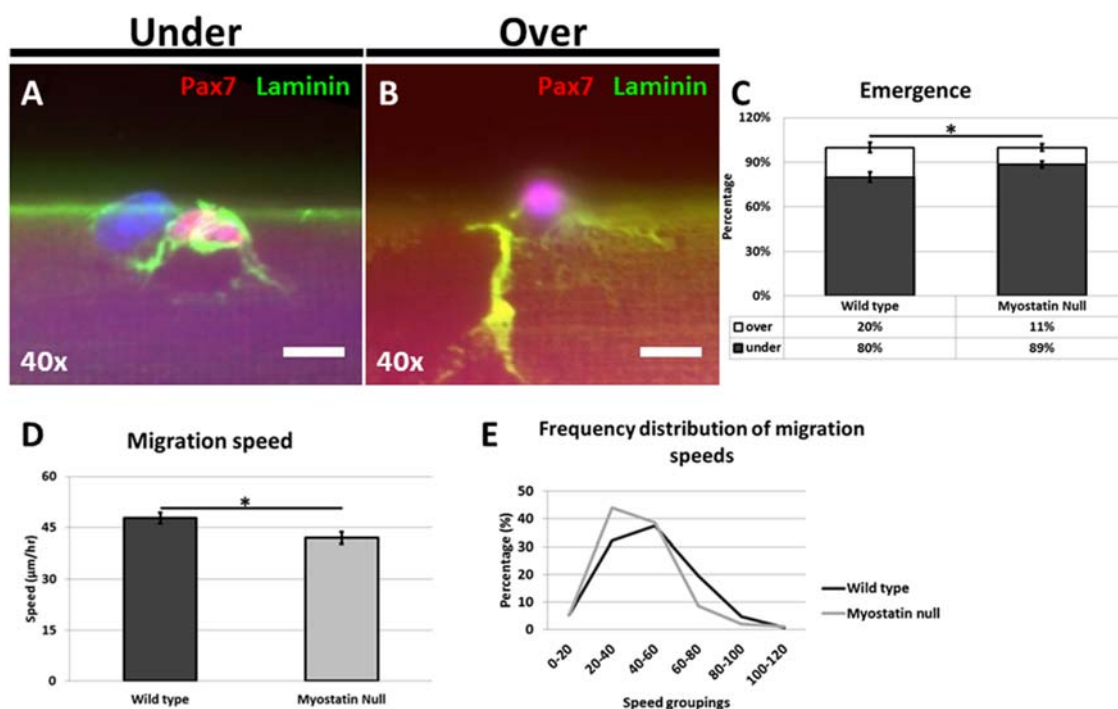 Under
Over
A
Pax7 Laminin
40x
B
Pax7 Laminin
40x
C
Emergence
*
120%
90%
60%
30%
0%
Percentage
Wild type
Myostatin Null
over
20%
11%
under
80%
89%
D
Migration speed
*
60
45
30
15
0
Speed (µm/hr)
Wild type
Myostatin Null
E
Frequency distribution of migration
speeds
50
40
30
20
10
0
Percentage (%)
0-20
20-40
40-60
60-80
80-100
100-120
Speed groupings
Wild type
Myostatin null